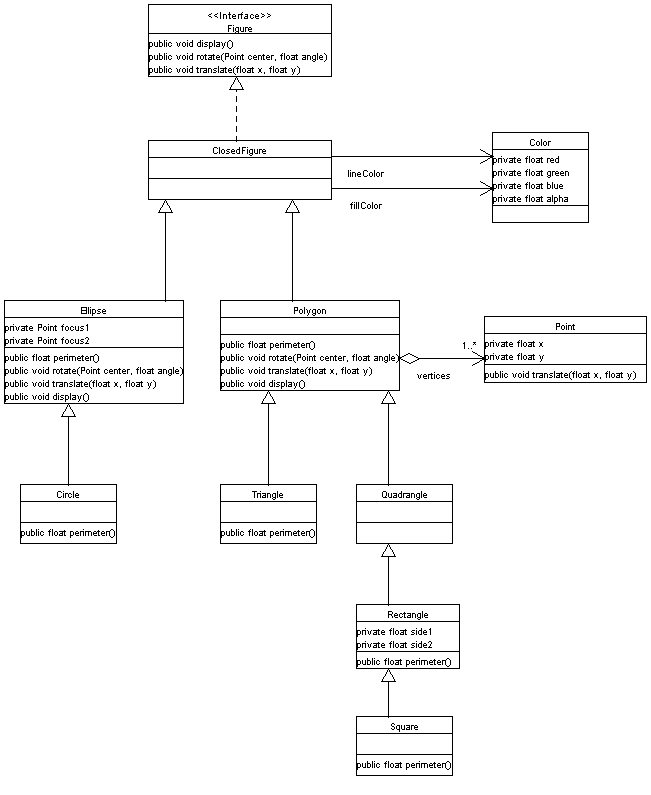 <<Interface>>
Figure
public void display()
public void rotate(Point center, float angle)
public void translate(float x, float y)
ClosedFigure
lineColor
fillColor
Color
private float red
private float green
private float blue
private float alpha
Ellipse
private Point focus1
private Point focus2
public float perimeter()
public void rotate(Point center, float angle)
public void translate(float x, float y)
public void display()
Polygon
public float perimeter()
public void rotate(Point center, float angle)
public void translate(float x, float y)
public void display()
1..*
vertices
Point
private float x
private float y
public void translate(float x, float y)
Circle
public float perimeter()
Triangle
public float perimeter()
Quadrangle
Rectangle
private float side1
private float side2
public float perimeter()
Square
public float perimeter()